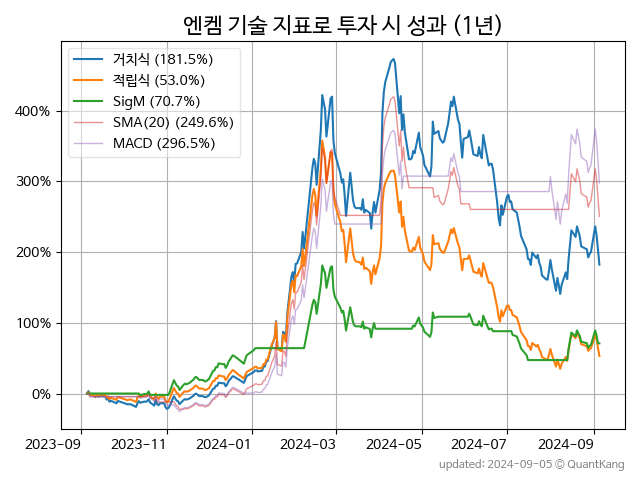 엔켐 기술 지표로 투자 시 성과 (1년)
거치식 (181.5%)
적립식 (53.0%)
SigM (70.7%)
SMA(20) (249.6%)
MACD (296.5%)
400%
300%
200%
100%
0%
2023-09 2023-11 2024-01 2024-03 2024-05 2024-07 2024-09
updated: 2024-09-05 © QuantKang